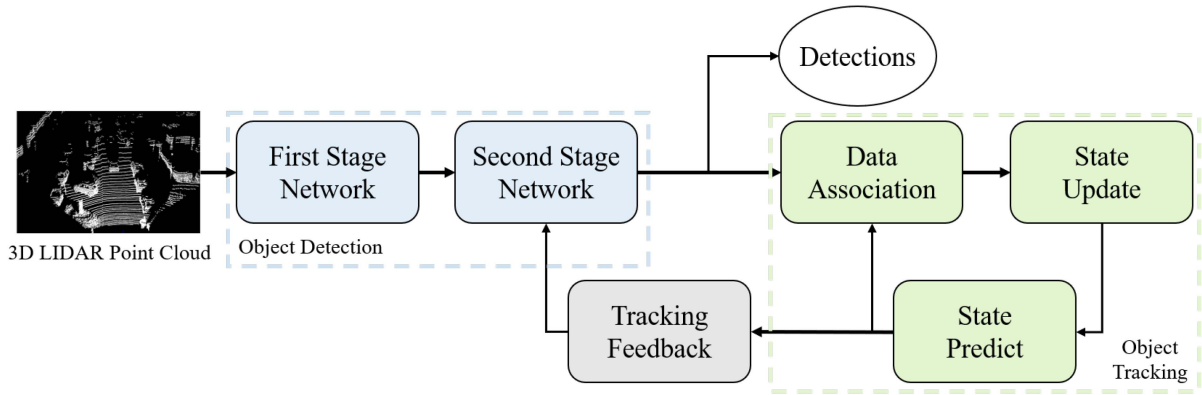 Detections
First Stage
Network
Second Stage
Network
Data
Association
State
Update
3D LIDAR Point Cloud
Object Detection
Tracking
Feedback
State
Predict
Object
Tracking